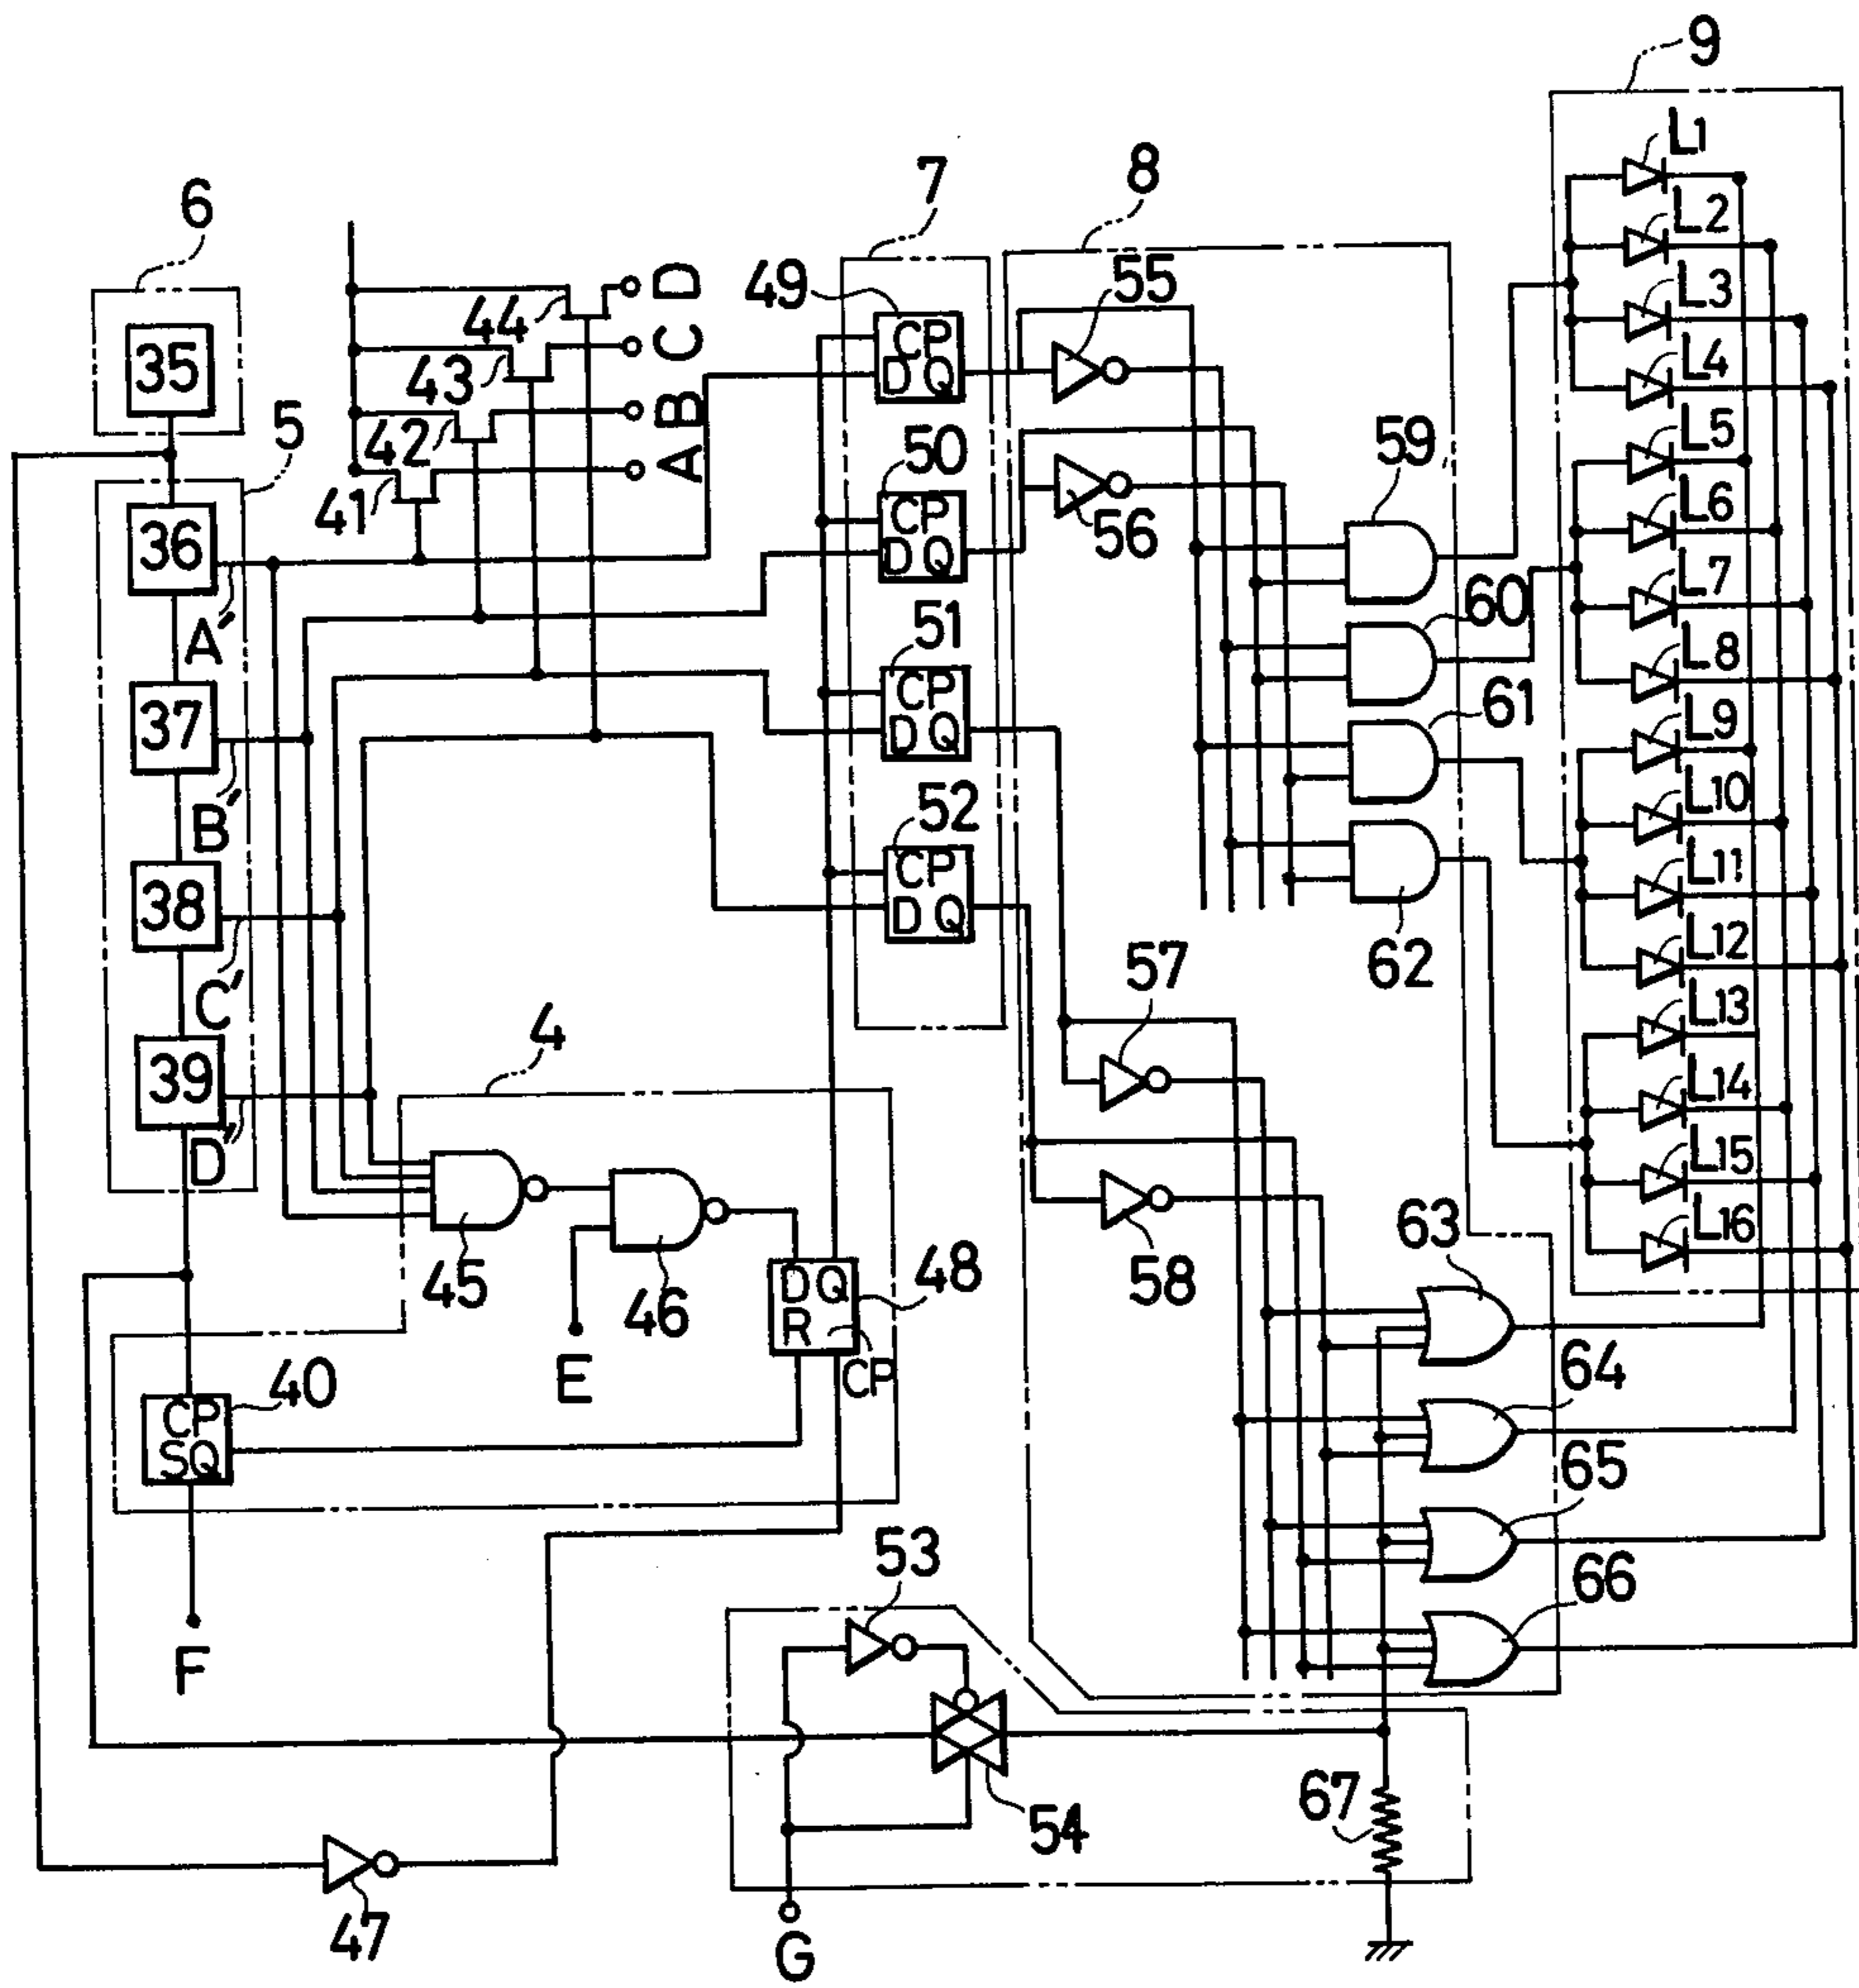 9
L1
L2
L3
L4
L5
L6
L7
L8
L9
L10
L11
L12
L13
L14
L15
L16
6
35
5
36
A'
37
B'
38
C'
39
D'
44
D
43
C
42
B
41
A
7
8
49
CP
D Q
50
CP
D Q
51
CP
D Q
52
CP
D Q
55
56
59
60
61
62
57
58
4
45
46
E
48
D Q
R
CP
40
CP
S Q
F
63
64
65
66
53
54
67
47
G